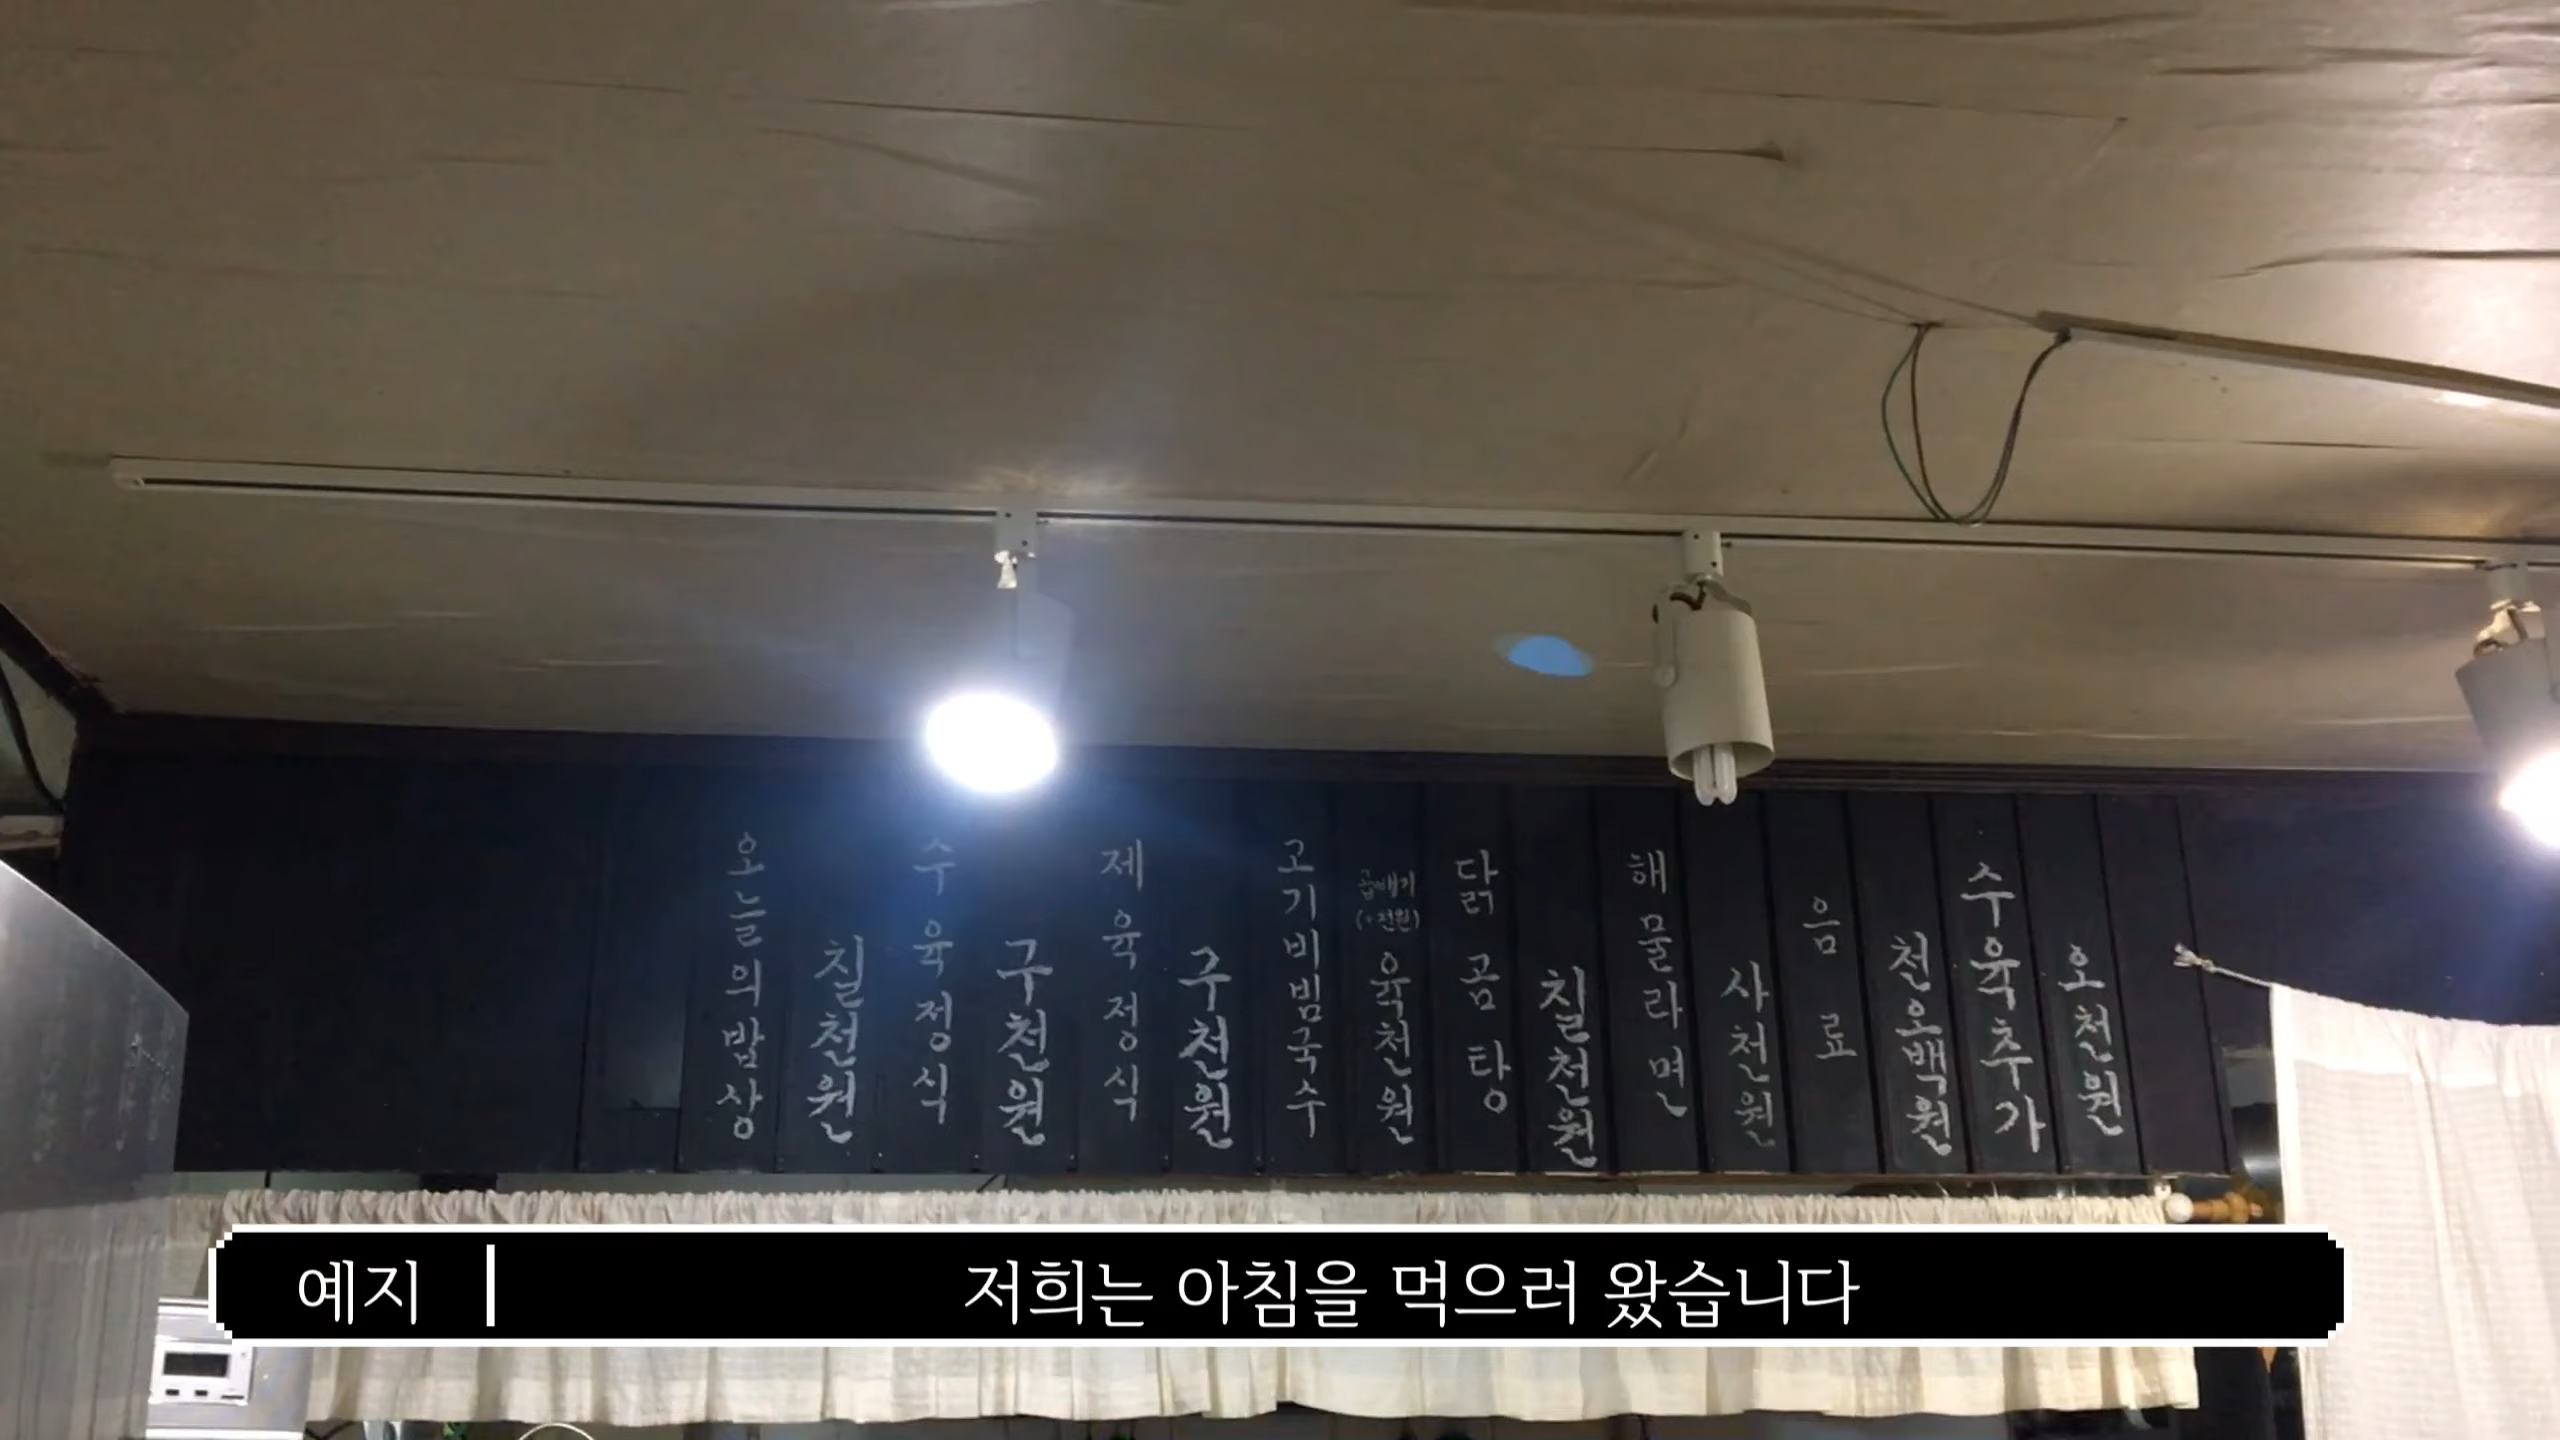 오늘의밥상
칠천원
수육정식
구천원
제육정식
구천원
고기비빔국수
곱빼기
(+천원)
육천원
닭곰탕
칠천원
해물라면
사천원
음료
천오백원
수육추가
오천원
예지 | 저희는 아침을 먹으러 왔습니다